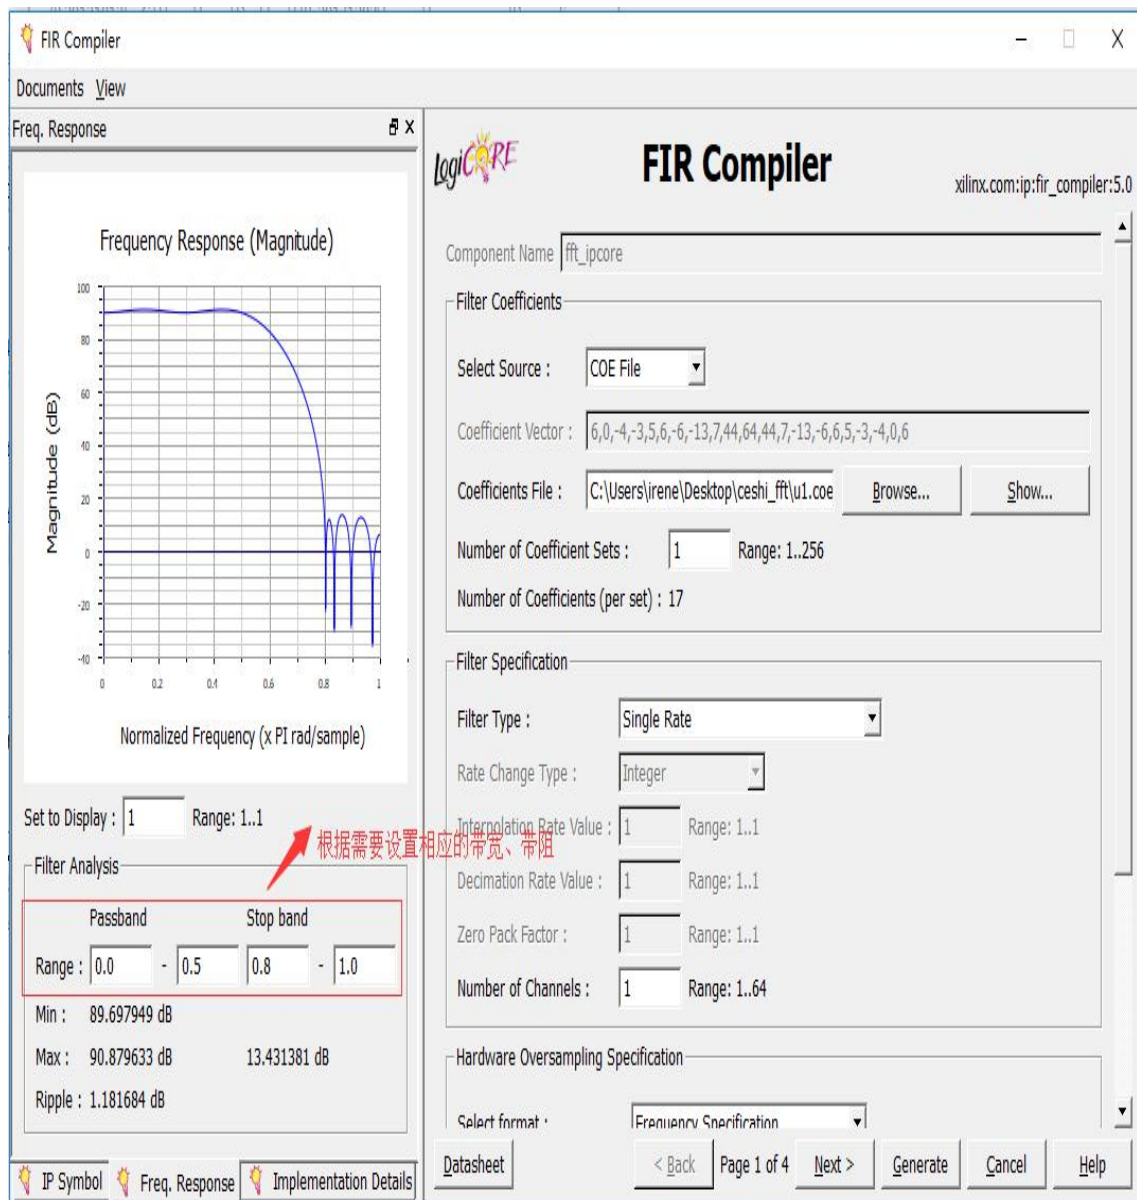 FIR Compiler
Documents View
Freq. Response
Frequency Response (Magnitude)
100
80
60
40
20
0
-20
-40
Magnitude (dB)
0 0.2 0.4 0.6 0.8 1
Normalized Frequency (x PI rad/sample)
Set to Display : 1 Range: 1..1
根据需要设置相应的带宽、带阻
Filter Analysis
Passband Stop band
Range : 0.0 - 0.5 0.8 - 1.0
Min : 89.697949 dB
Max : 90.879633 dB 13.431381 dB
Ripple : 1.181684 dB
IP Symbol Freq. Response Implementation Details
LogiCORE
FIR Compiler
xilinx.com:ip:fir_compiler:5.0
Component Name fft_ipcore
Filter Coefficients
Select Source : COE File
Coefficient Vector : 6,0,-4,-3,5,6,-6,-13,7,44,64,44,7,-13,-6,6,5,-3,-4,0,6
Coefficients File : C:\Users\irene\Desktop\ceshi_fft\u1.coe Browse... Show...
Number of Coefficient Sets : 1 Range: 1..256
Number of Coefficients (per set) : 17
Filter Specification
Filter Type : Single Rate
Rate Change Type : Integer
Interpolation Rate Value : 1 Range: 1..1
Decimation Rate Value : 1 Range: 1..1
Zero Pack Factor : 1 Range: 1..1
Number of Channels : 1 Range: 1..64
Hardware Oversampling Specification
Select format : Frequency Specification
Datasheet < Back Page 1 of 4 Next > Generate Cancel Help